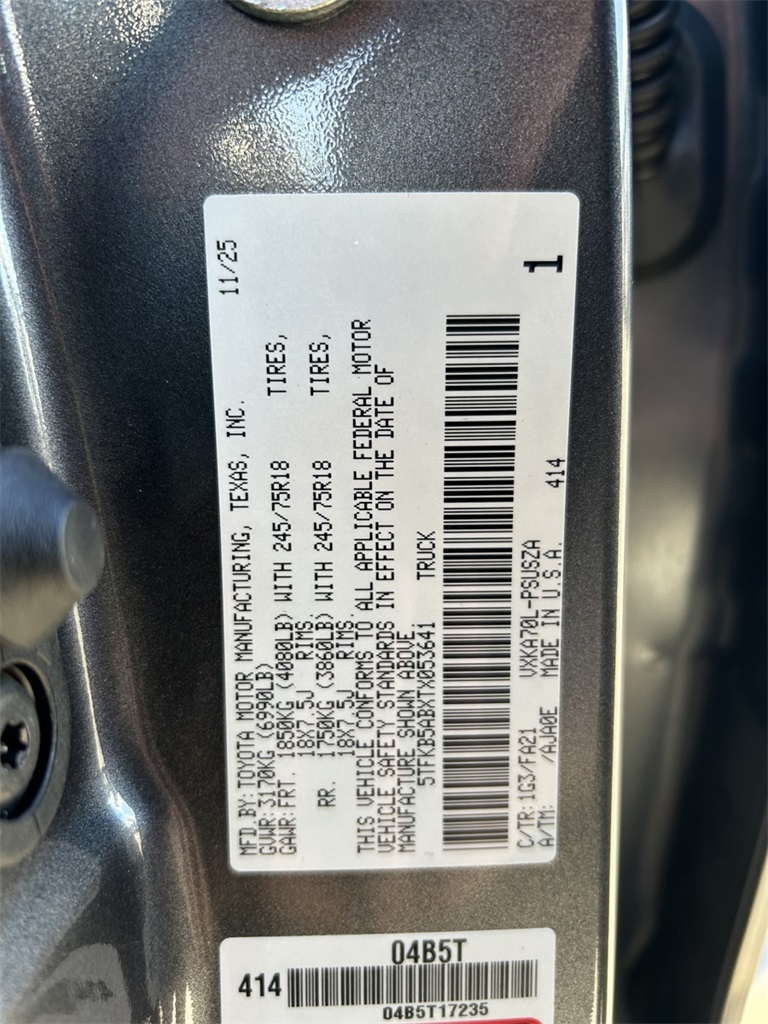 MFD BY: TOYOTA MOTOR MANUFACTURING, TEXAS, INC. 11/25
GVWR: 3170KG (6990LB)
GAWR: FRT. 1850KG (4080LB) WITH 245/75R18 TIRES,
18X7.5J RIMS.
RR. 1750KG (3860LB) WITH 245/75R18 TIRES,
18X7.5J RIMS.
THIS VEHICLE CONFORMS TO ALL APPLICABLE FEDERAL MOTOR
VEHICLE SAFETY STANDARDS IN EFFECT ON THE DATE OF
MANUFACTURE SHOWN ABOVE.
5TFKB5ABXTX053641 TRUCK
C/TR: 1G3/FA21 VXKA70L-PSUSZA 1
A/TM: /AJA0E MADE IN U.S.A. 414
04B5T
414
04B5T17235